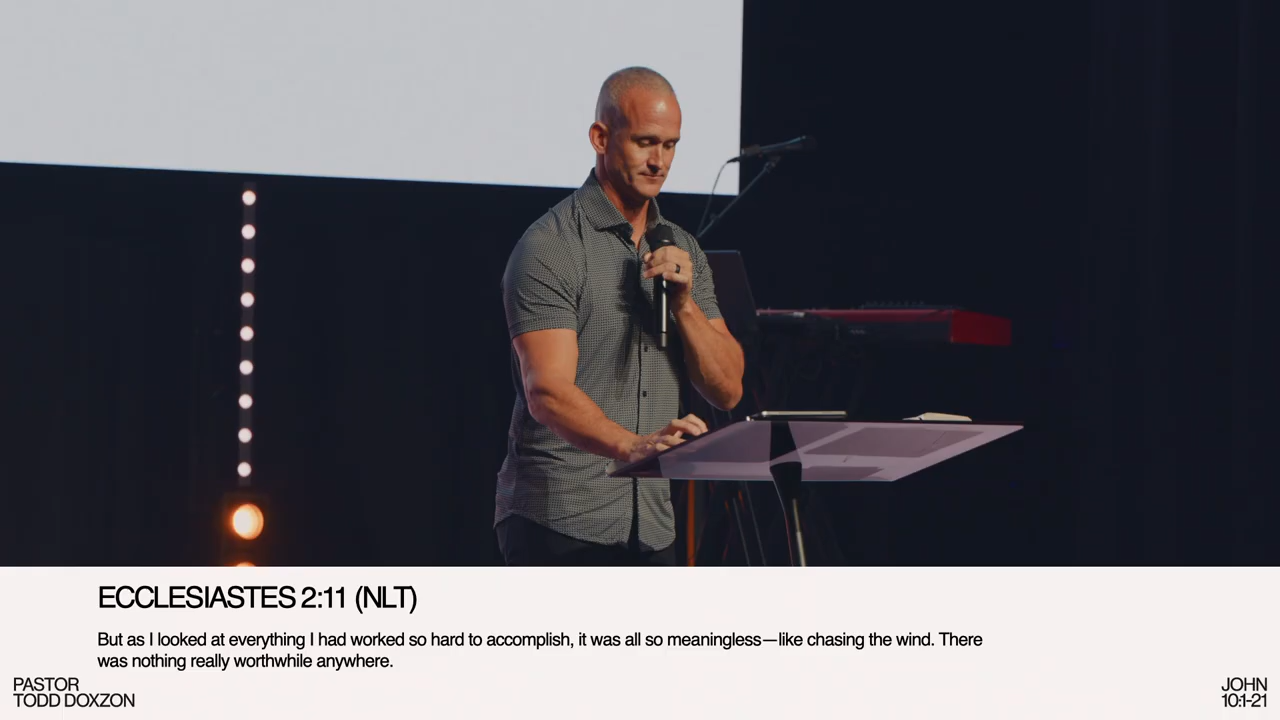 ECCLESIASTES 2:11 (NLT)
But as I looked at everything I had worked so hard to accomplish, it was all so meaningless—like chasing the wind. There
was nothing really worthwhile anywhere.
PASTOR
TODD DOXZON
JOHN
10:1-21